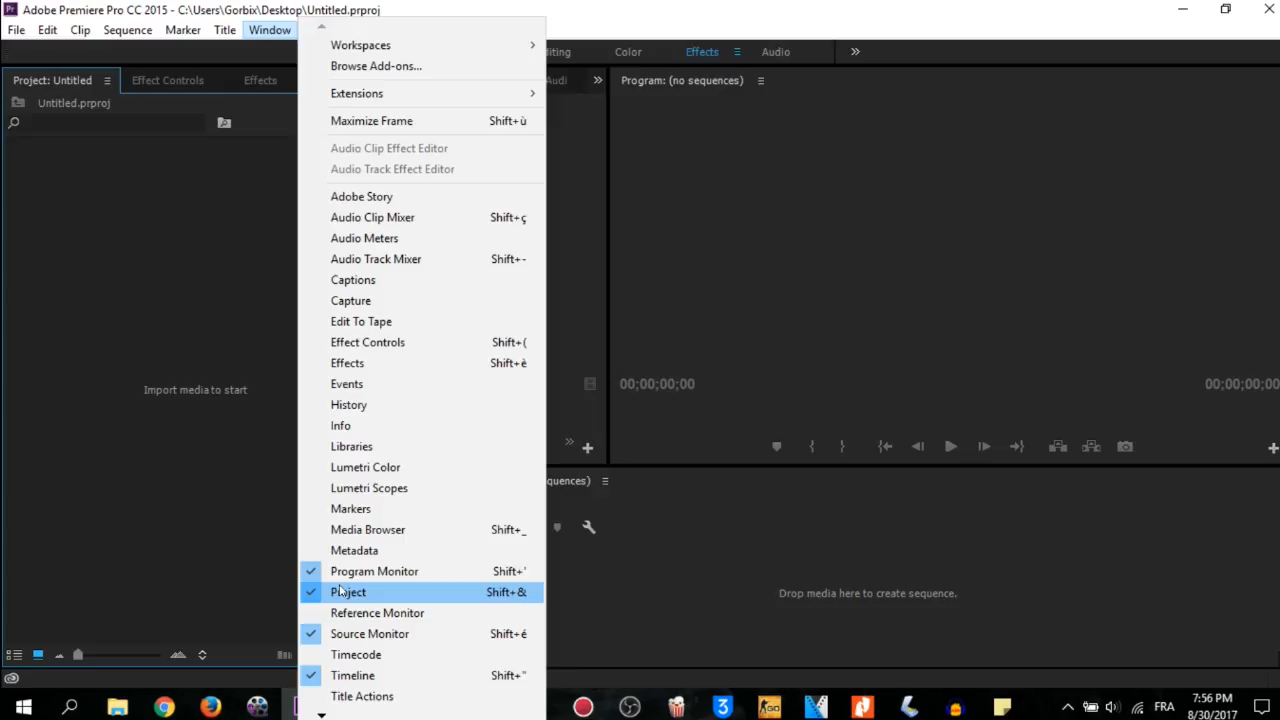 Adobe Premiere Pro CC 2015 - C:\Users\Gorbix\Desktop\Untitled.prproj
File Edit Clip Sequence Marker Title Window
Workspaces
Browse Add-ons...
Extensions
Maximize Frame Shift+ù
Audio Clip Effect Editor
Audio Track Effect Editor
Adobe Story
Audio Clip Mixer Shift+ç
Audio Meters
Audio Track Mixer Shift+-
Captions
Capture
Edit To Tape
Effect Controls Shift+(
Effects Shift+è
Events
History
Info
Libraries
Lumetri Color
Lumetri Scopes
Markers
Media Browser Shift+_
Metadata
Program Monitor Shift+'
Project Shift+&
Reference Monitor
Source Monitor Shift+é
Timecode
Timeline Shift+"
Title Actions
iting Color Effects Audio
Project: Untitled Effect Controls Effects
Audi
Program: (no sequences)
Untitled.prproj
Import media to start
00;00;00;00 00;00;00;00
quences)
Drop media here to create sequence.
FRA
7:56 PM
8/30/2017